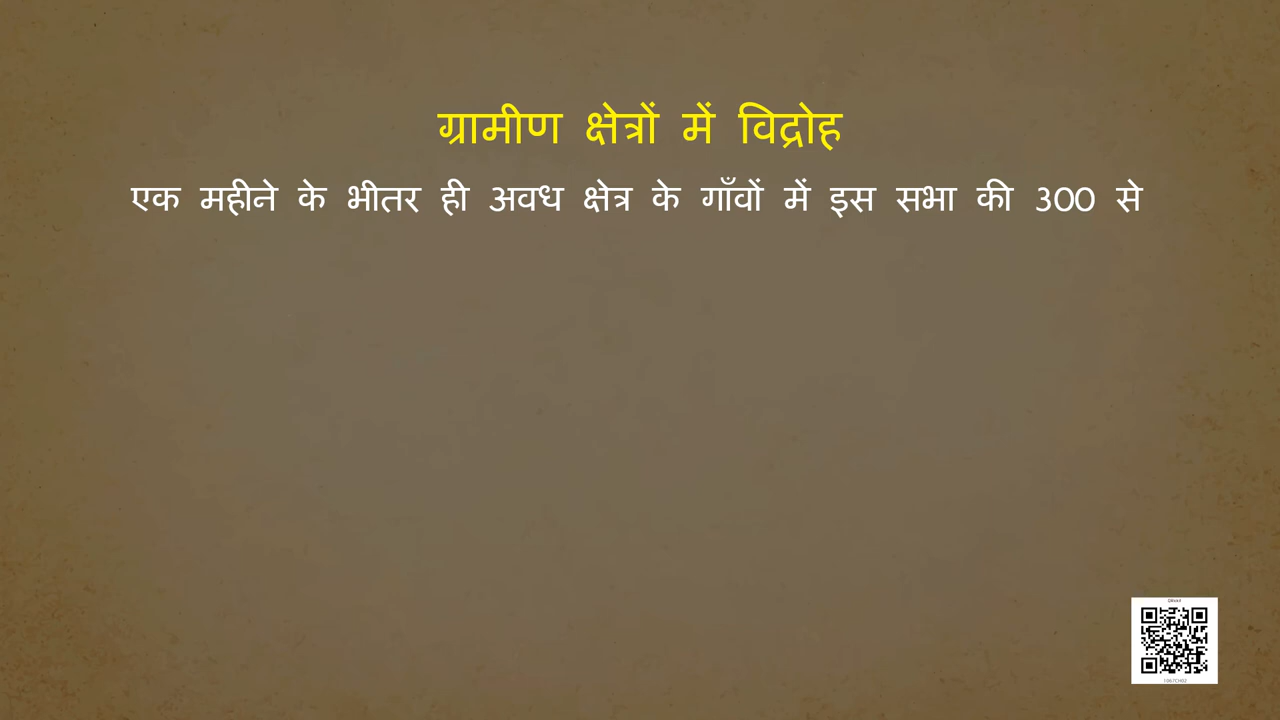 ग्रामीण क्षेत्रों में विद्रोह
एक महीने के भीतर ही अवध क्षेत्र के गाँवों में इस सभा की 300 से